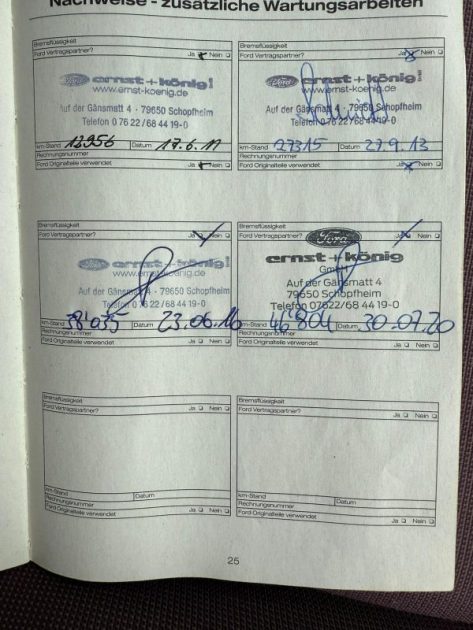 Nachweise - zusätzliche Wartungsarbeiten
Bremsflüssigkeit
Ford Vertragspartner? Ja Nein
Ford ernst+könig!
www.ernst-koenig.de
Auf der Gänsmatt 4 - 79650 Schopfheim
Telefon 0 76 22/68 44 19-0
km-Stand 12956 Datum 17.6.11
Rechnungsnummer
Ford Originalteile verwendet Ja Nein
Bremsflüssigkeit
Ford Vertragspartner? Ja Nein
Ford ernst+könig!
www.ernst-koenig.de
Auf der Gänsmatt 4 - 79650 Schopfheim
Telefon 0 76 22/68 44 19-0
km-Stand 27315 Datum 27.9.13
Rechnungsnummer
Ford Originalteile verwendet Ja Nein
Bremsflüssigkeit
Ford Vertragspartner? Ja Nein
Ford ernst+könig!
www.ernst-koenig.de
Auf der Gänsmatt 4 - 79650 Schopfheim
Telefon 0 76 22/68 44 19-0
km-Stand 38'035 Datum 23.06.16
Rechnungsnummer
Ford Originalteile verwendet Ja Nein
Bremsflüssigkeit
Ford Vertragspartner? Ja Nein
Ford
ernst+könig
GmbH
Auf der Gänsmatt 4
79650 Schopfheim
Telefon 07622/68 44 19-0
km-Stand 46'804 Datum 30.07.20
Rechnungsnummer
Ford Originalteile verwendet Ja Nein
Bremsflüssigkeit
Ford Vertragspartner? Ja Nein
km-Stand Datum
Rechnungsnummer
Ford Originalteile verwendet Ja Nein
Bremsflüssigkeit
Ford Vertragspartner? Ja Nein
km-Stand Datum
Rechnungsnummer
Ford Originalteile verwendet Ja Nein
25